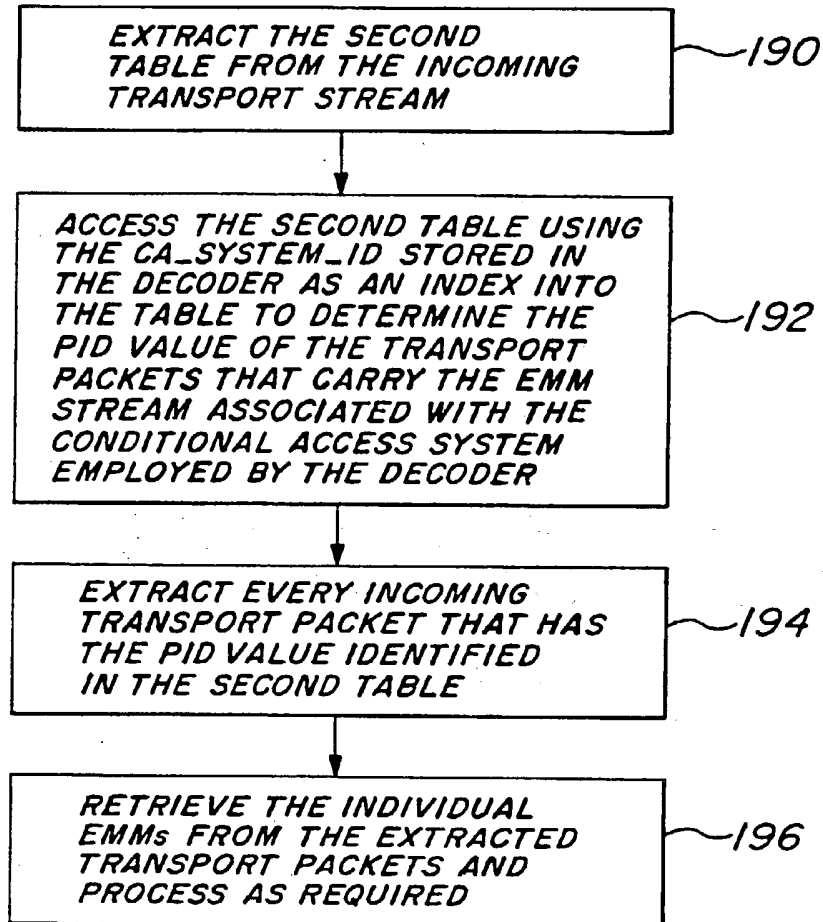 EXTRACT THE SECOND
TABLE FROM THE INCOMING
TRANSPORT STREAM
190
ACCESS THE SECOND TABLE USING
THE CA_SYSTEM_ID STORED IN
THE DECODER AS AN INDEX INTO
THE TABLE TO DETERMINE THE
PID VALUE OF THE TRANSPORT
PACKETS THAT CARRY THE EMM
STREAM ASSOCIATED WITH THE
CONDITIONAL ACCESS SYSTEM
EMPLOYED BY THE DECODER
192
EXTRACT EVERY INCOMING
TRANSPORT PACKET THAT HAS
THE PID VALUE IDENTIFIED
IN THE SECOND TABLE
194
RETRIEVE THE INDIVIDUAL
EMMs FROM THE EXTRACTED
TRANSPORT PACKETS AND
PROCESS AS REQUIRED
196